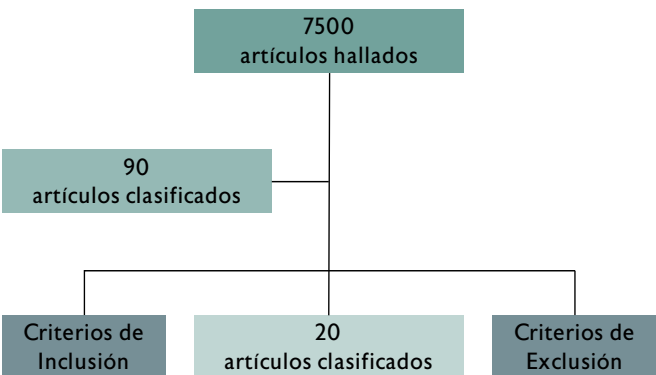 7500
artículos hallados
90
artículos clasificados
Criterios de
Inclusión
20
artículos clasificados
Criterios de
Exclusión